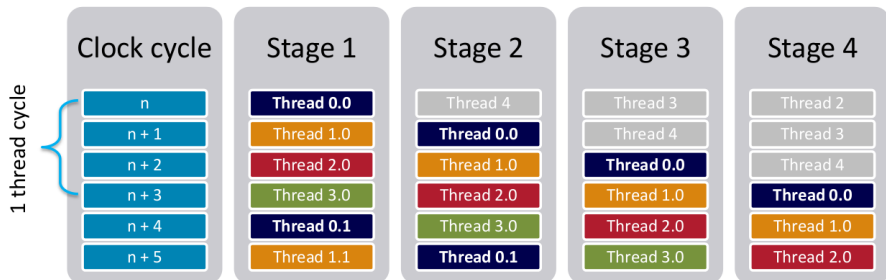 Clock cycle Stage 1 Stage 2 Stage 3 Stage 4
1 thread cycle
n Thread 0.0 Thread 4 Thread 3 Thread 2
n + 1 Thread 1.0 Thread 0.0 Thread 4 Thread 3
n + 2 Thread 2.0 Thread 1.0 Thread 0.0 Thread 4
n + 3 Thread 3.0 Thread 2.0 Thread 1.0 Thread 0.0
n + 4 Thread 0.1 Thread 3.0 Thread 2.0 Thread 1.0
n + 5 Thread 1.1 Thread 0.1 Thread 3.0 Thread 2.0